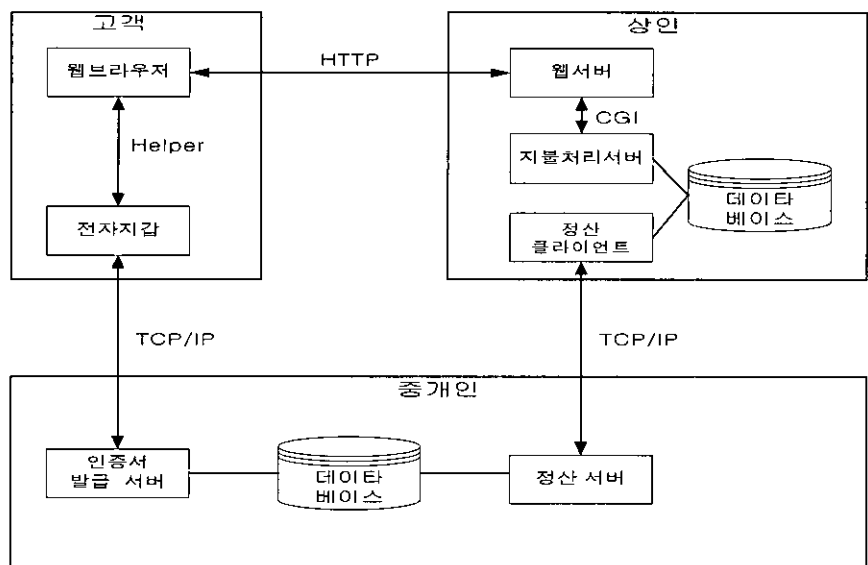 고객
상인
웹브라우저
HTTP
웹서버
CGI
Helper
지불처리서버
데이타
베이스
전자지갑
정산
클라이언트
TCP/IP
TCP/IP
중개인
인증서
발급 서버
데이타
베이스
정산 서버